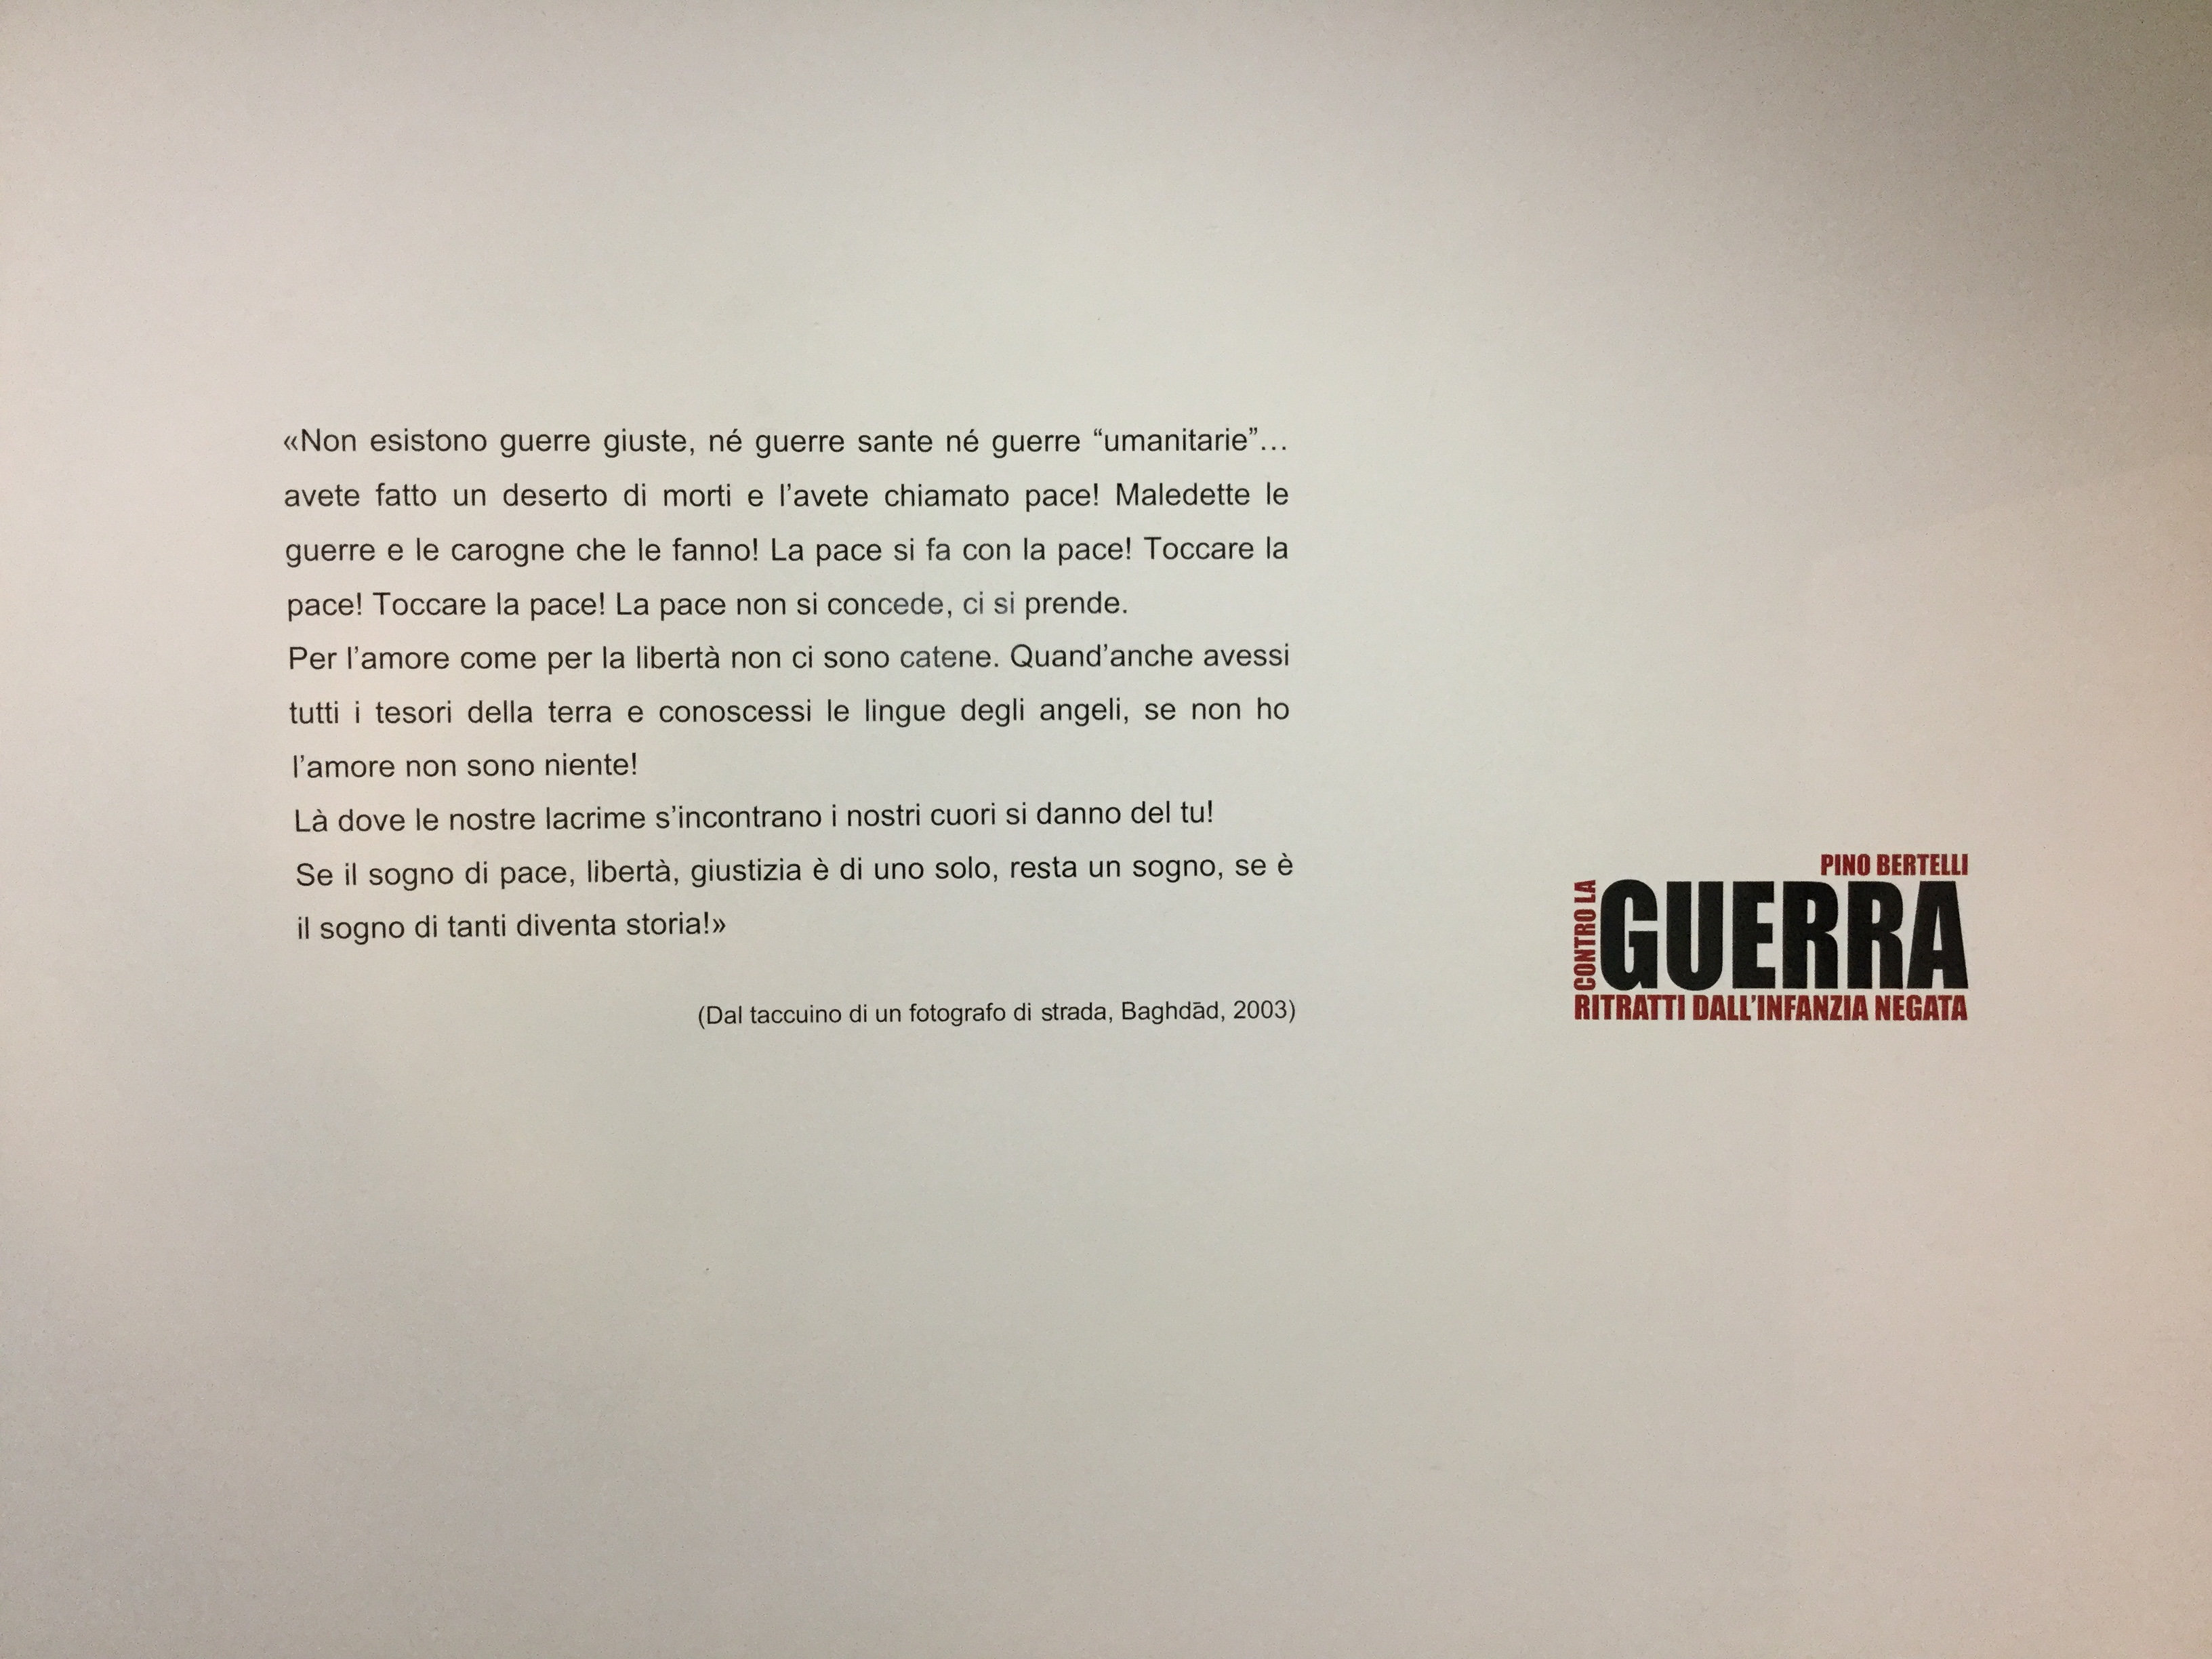 «Non esistono guerre giuste, né guerre sante né guerre “umanitarie”…
avete fatto un deserto di morti e l’avete chiamato pace! Maledette le
guerre e le carogne che le fanno! La pace si fa con la pace! Toccare la
pace! Toccare la pace! La pace non si concede, ci si prende.
Per l’amore come per la libertà non ci sono catene. Quand’anche avessi
tutti i tesori della terra e conoscessi le lingue degli angeli, se non ho
l’amore non sono niente!
Là dove le nostre lacrime s’incontrano i nostri cuori si danno del tu!
Se il sogno di pace, libertà, giustizia è di uno solo, resta un sogno, se è
il sogno di tanti diventa storia!»
(Dal taccuino di un fotografo di strada, Baghdād, 2003)
PINO BERTELLI
CONTRO LA
GUERRA
RITRATTI DALL’INFANZIA NEGATA